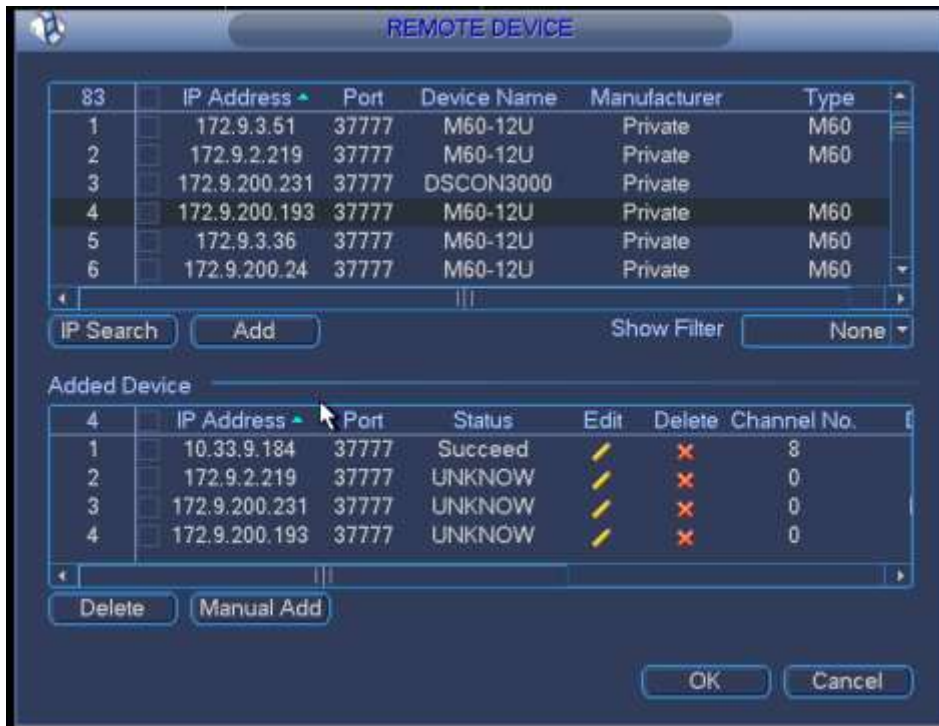 REMOTE DEVICE
83 IP Address Port Device Name Manufacturer Type
1 172.9.3.51 37777 M60-12U Private M60
2 172.9.2.219 37777 M60-12U Private M60
3 172.9.200.231 37777 DSCON3000 Private
4 172.9.200.193 37777 M60-12U Private M60
5 172.9.3.36 37777 M60-12U Private M60
6 172.9.200.24 37777 M60-12U Private M60
IP Search Add Show Filter None
Added Device
4 IP Address Port Status Edit Delete Channel No.
1 10.33.9.184 37777 Succeed 8
2 172.9.2.219 37777 UNKNOW 0
3 172.9.200.231 37777 UNKNOW 0
4 172.9.200.193 37777 UNKNOW 0
Delete Manual Add
OK Cancel